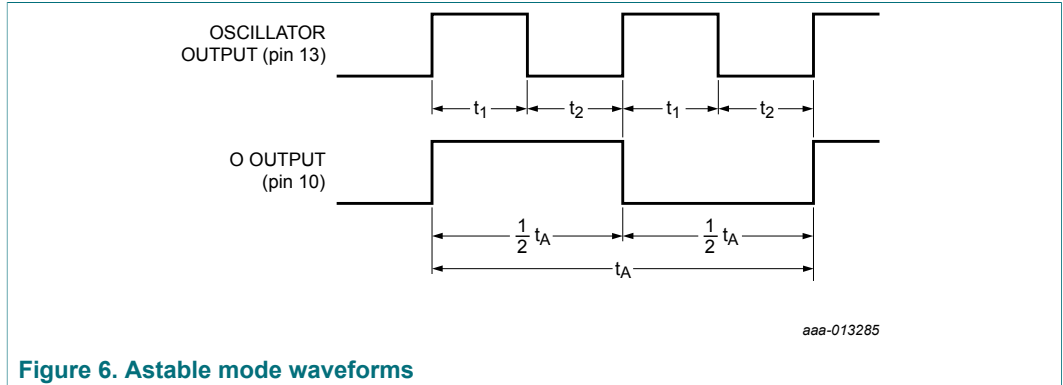 OSCILLATOR
OUTPUT (pin 13)
t1 t2 t1 t2
O OUTPUT
(pin 10)
1/2 tA 1/2 tA
tA
aaa-013285
Figure 6. Astable mode waveforms